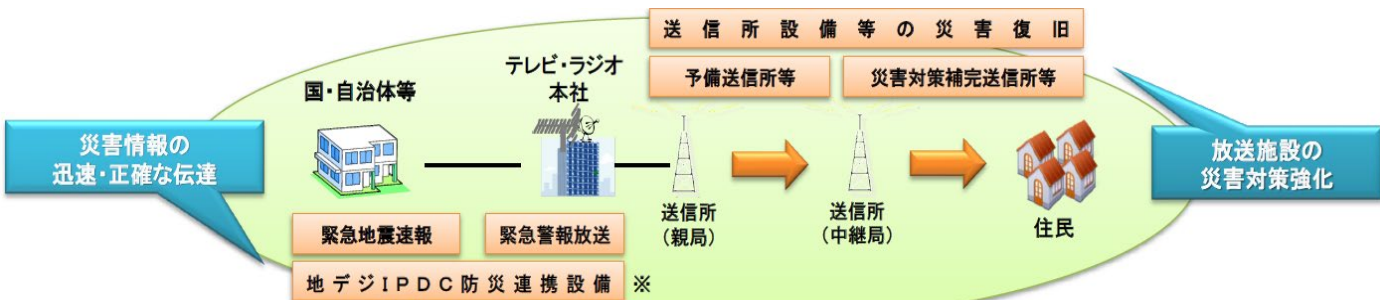 送信所設備等の災害復旧
予備送信所等
災害対策補完送信所等
テレビ・ラジオ
本社
国・自治体等
災害情報の
迅速・正確な伝達
放送施設の
災害対策強化
送信所
（親局）
送信所
（中継局）
住民
緊急地震速報
緊急警報放送
地デジIPDC防災連携設備 ※